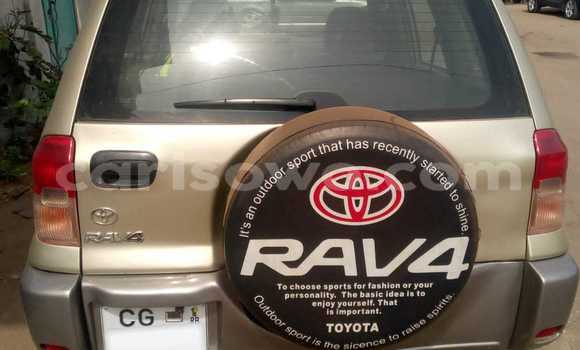 It's an outdoor sport that has recently started to shine.
RAV4
To choose sports for fashion or your
personality. The basic idea is to
enjoy yourself. That
is important.
TOYOTA
Outdoor sport is the sicence to raise spirits.
RAV4
CG
RB
carisowo.com